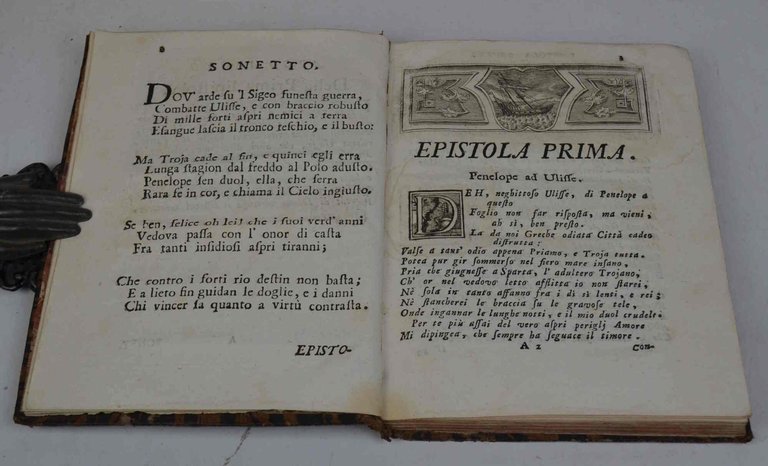 SONETTO.
DOV' arde su 'l Sigeo funesta guerra,
Combatte Ulisse, e con braccio robusto
Di mille forti aspri nemici a terra
Esangue lascia il tronco teschio, e il busto:
Ma Troja cade al fin, e quinci egli erra
Lunga stagion dal freddo al Polo adusto.
Penelope sen duol, ella, che serra
Rara fe in cor, e chiama il Cielo ingiusto.
Se ben, felice oh lei! che i suoi verd' anni
Vedova passa con l' onor di casta
Fra tanti insidiosi aspri tiranni;
Che contro i forti rio destin non basta;
E a lieto fin guidan le doglie, e i danni
Chi vincer sa quanto a virtù contrasta.
EPISTO-
EPISTOLA PRIMA.
Penelope ad Ulisse.
DEH, neghittoso Ulisse, di Penelope a
questo
Foglio non far risposta, ma vieni,
ah sì, ben presto.
La da noi Greche odiata Città cadeo
distrutta:
Valse a tant' odio appena Priamo, e Troja tutta.
Potea pur gir sommerso nel fiero mare insano,
Pria che giugnesse a Sparta, l' adultero Trojano;
Ch' or nel vedovo letto afflitta io non starei,
Nè sola in tanto affanno fra i dì sì lenti, e rei;
Nè stancherei le braccia su le gravose tele,
Onde ingannar le lunghe notti, e il mio duol crudele.
Per te più assai del vero aspri perigli Amore
Mi dipingea, che sempre ha seguace il timore.
A 2
Con-